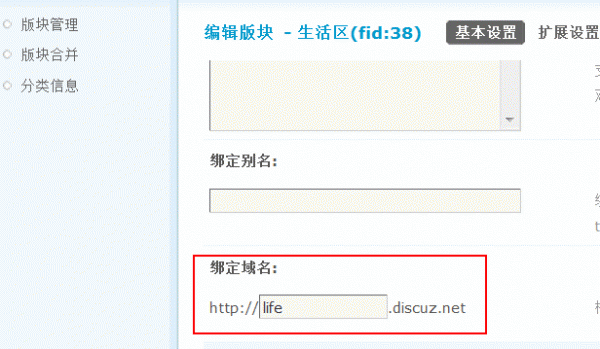 版块管理
版块合并
分类信息
编辑版块 - 生活区(fid:38) 基本设置 扩展设置
绑定别名:
绑定域名:
http://life.discuz.net